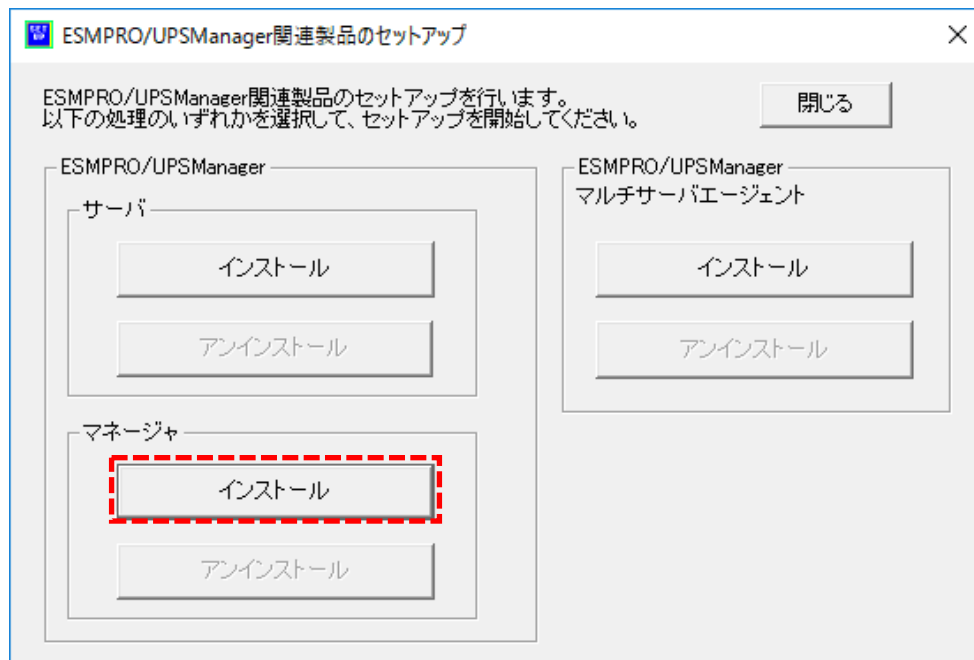 ESMPRO/UPSManager関連製品のセットアップ
ESMPRO/UPSManager関連製品のセットアップを行います。
以下の処理のいずれかを選択して、セットアップを開始してください。
閉じる
ESMPRO/UPSManager
サーバ
インストール
アンインストール
マネージャ
インストール
アンインストール
ESMPRO/UPSManager
マルチサーバエージェント
インストール
アンインストール